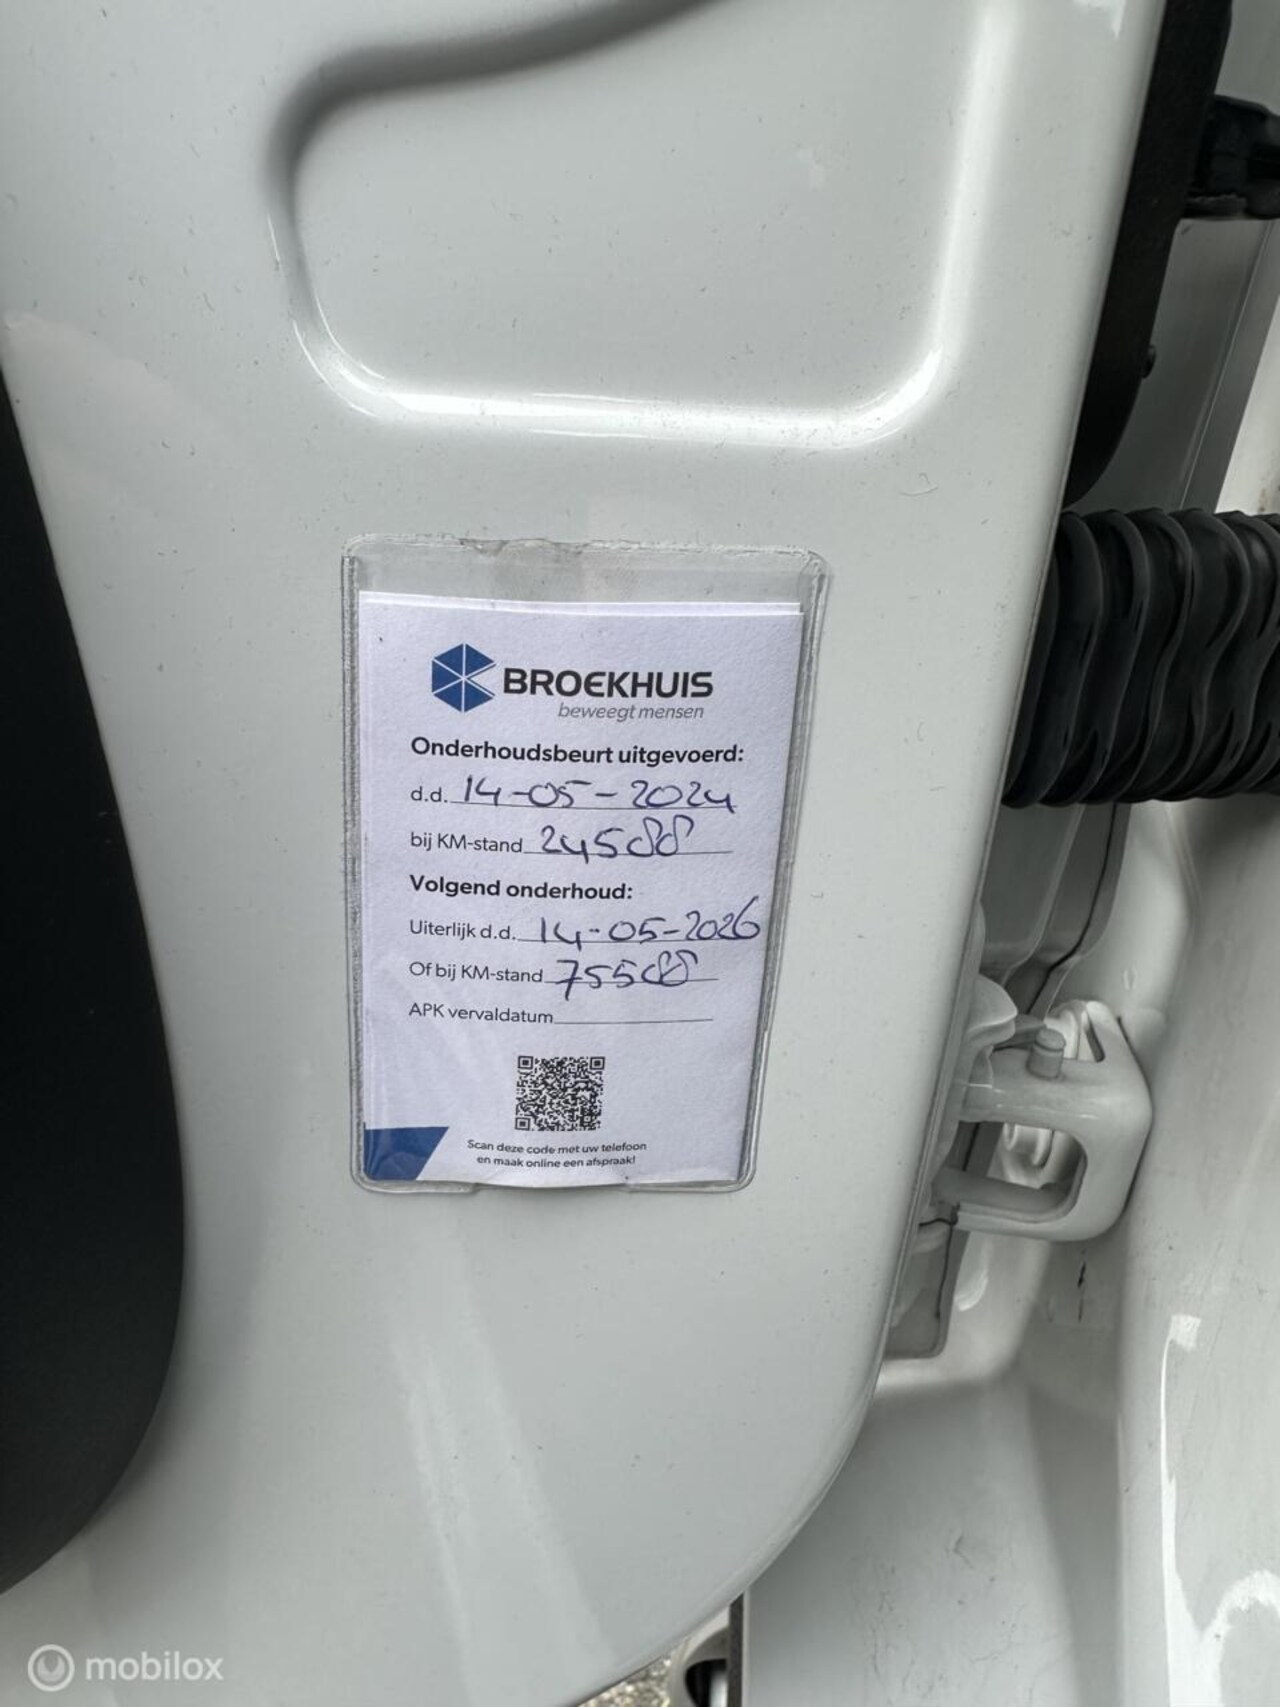 BROEKHUIS
beweegt mensen
Onderhoudsbeurt uitgevoerd:
d.d. 14-05-2024
bij KM-stand 24588
Volgend onderhoud:
Uiterlijk d.d. 14-05-2026
Of bij KM-stand 75588
APK vervaldatum
Scan deze code met uw telefoon
en maak online een afspraak!
mobilox